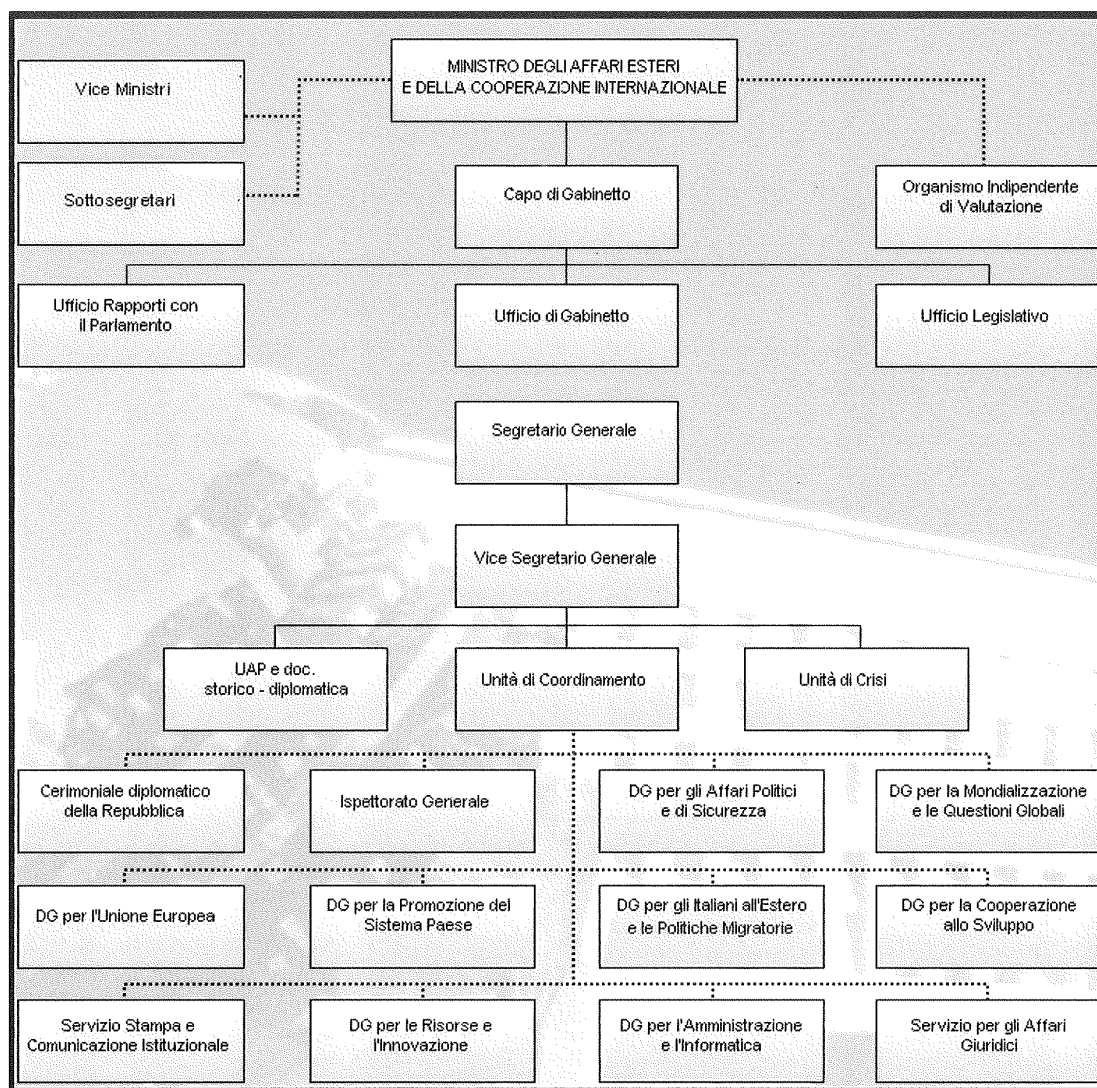 MINISTRO DEGLI AFFARI ESTERI
E DELLA COOPERAZIONE INTERNAZIONALE
Vice Ministri
Sottosegretari
Capo di Gabinetto
Organismo Indipendente
di Valutazione
Ufficio Rapporti con
il Parlamento
Ufficio di Gabinetto
Ufficio Legislativo
Segretario Generale
Vice Segretario Generale
UAP e doc.
storico - diplomatica
Unità di Coordinamento
Unità di Crisi
Cerimoniale diplomatico
della Repubblica
Ispettorato Generale
DG per gli Affari Politici
e di Sicurezza
DG per la Mondializzazione
e le Questioni Globali
DG per l'Unione Europea
DG per la Promozione del
Sistema Paese
DG per gli Italiani all'Estero
e le Politiche Migratorie
DG per la Cooperazione
allo Sviluppo
Servizio Stampa e
Comunicazione Istituzionale
DG per le Risorse e
l'Innovazione
DG per l'Amministrazione
e l'Informatica
Servizio per gli Affari
Giuridici